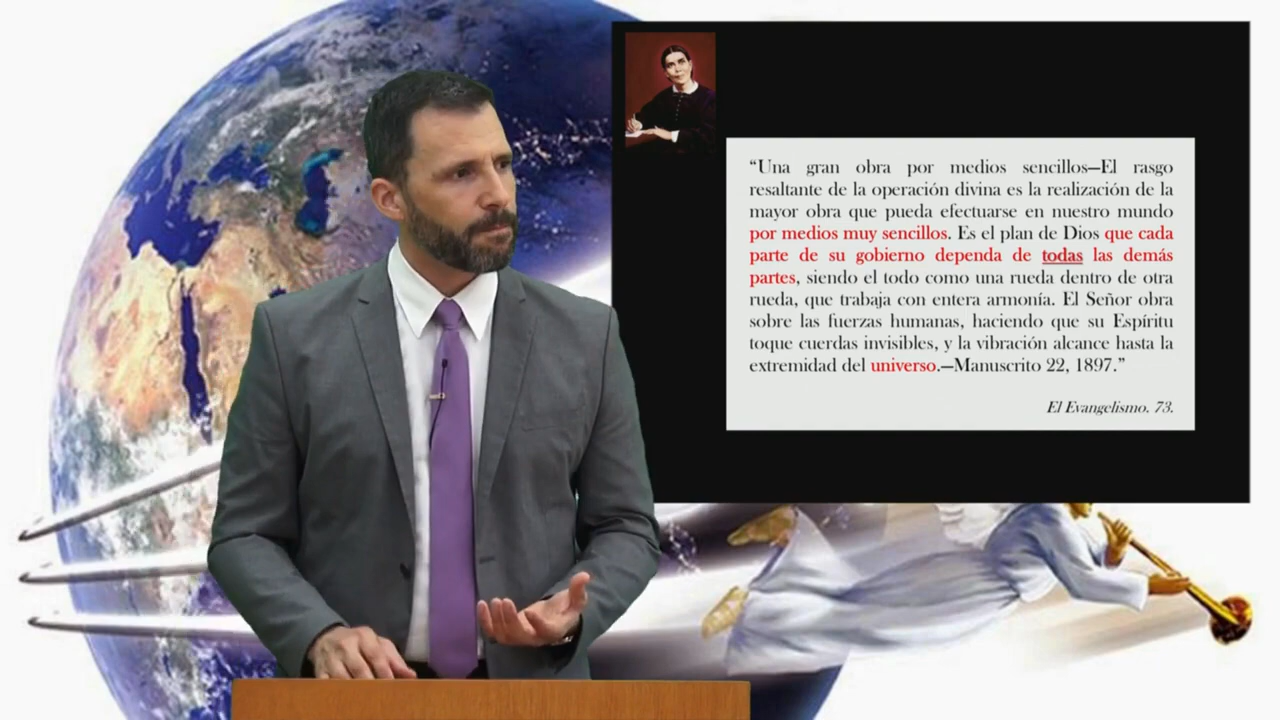 “Una gran obra por medios sencillos—El rasgo
resaltante de la operación divina es la realización de la
mayor obra que pueda efectuarse en nuestro mundo
por medios muy sencillos. Es el plan de Dios que cada
parte de su gobierno dependa de todas las demás
partes, siendo el todo como una rueda dentro de otra
rueda, que trabaja con entera armonía. El Señor obra
sobre las fuerzas humanas, haciendo que su Espíritu
toque cuerdas invisibles, y la vibración alcance hasta la
extremidad del universo.—Manuscrito 22, 1897.”
El Evangelismo. 73.